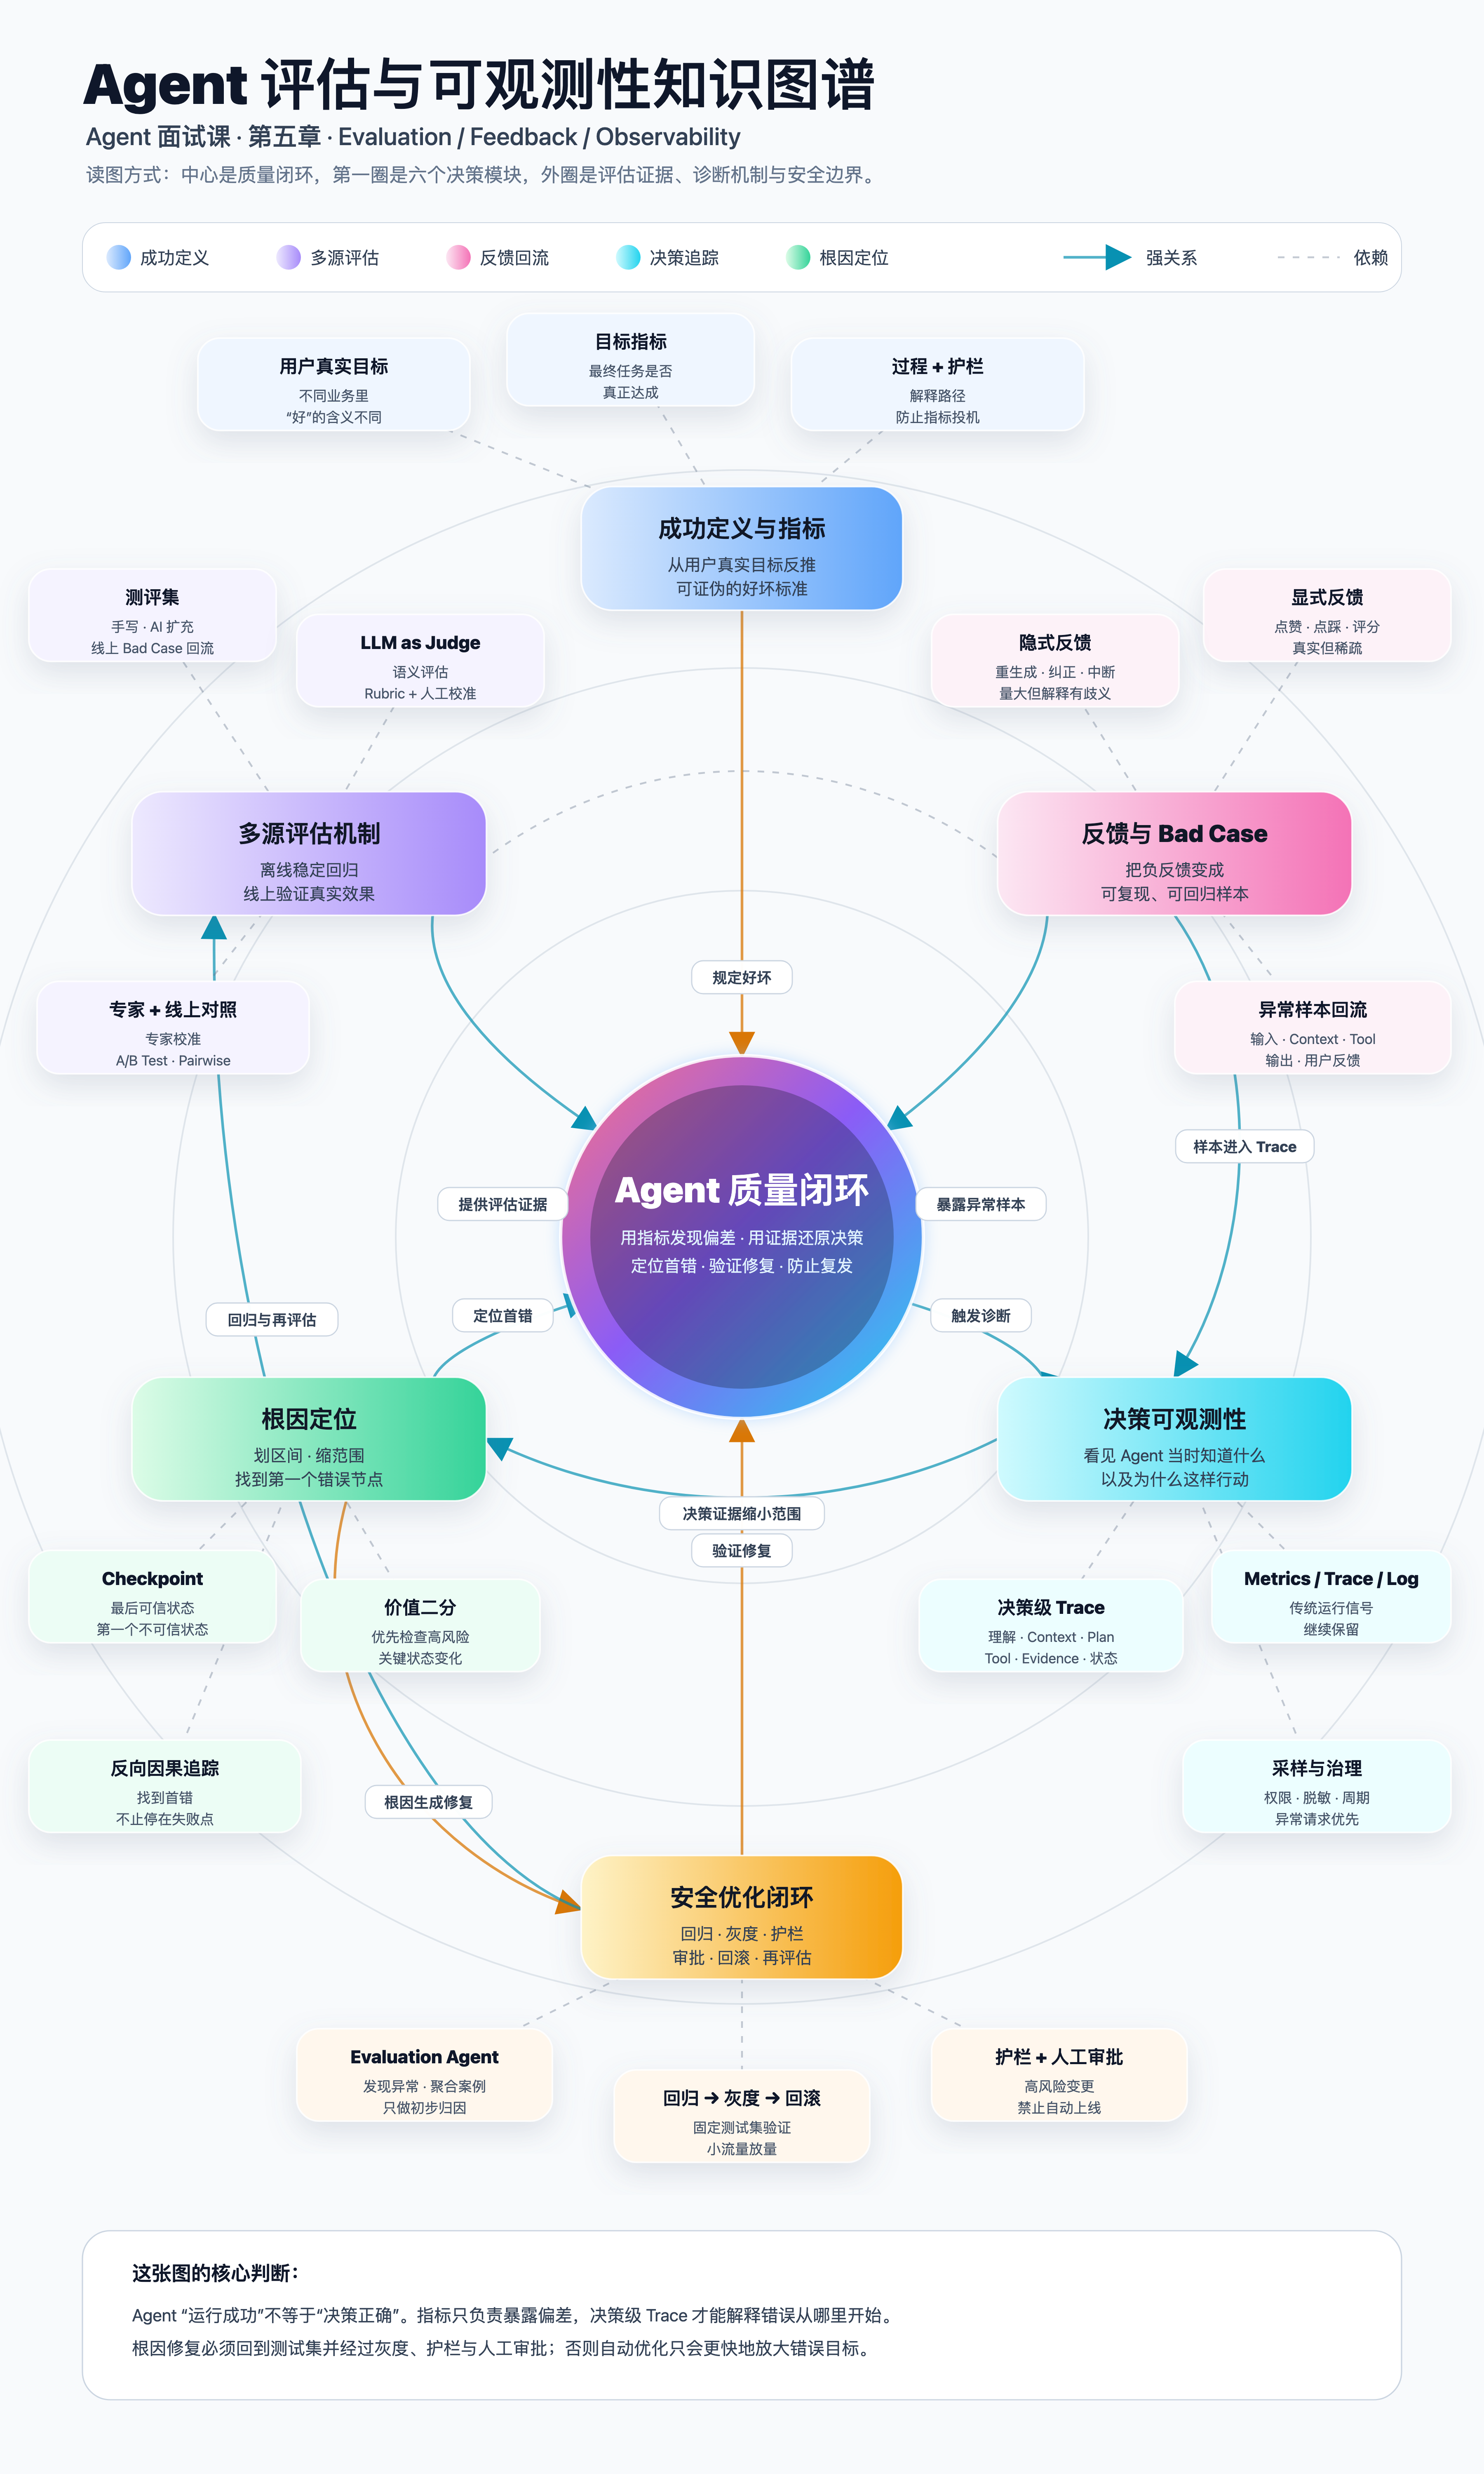 Agent 评估与可观测性知识图谱
Agent 面试课 · 第五章 · Evaluation / Feedback / Observability
读图方式：中心是质量闭环，第一圈是六个决策模块，外圈是评估证据、诊断机制与安全边界。
成功定义
多源评估
反馈回流
决策追踪
根因定位
强关系
依赖
用户真实目标
不同业务里
“好”的含义不同
目标指标
最终任务是否
真正达成
过程 + 护栏
解释路径
防止指标投机
成功定义与指标
从用户真实目标反推
可证伪的好坏标准
测评集
手写 · AI 扩充
线上 Bad Case 回流
LLM as Judge
语义评估
Rubric + 人工校准
隐式反馈
重生成 · 纠正 · 中断
量大但解释有歧义
显式反馈
点赞 · 点踩 · 评分
真实但稀疏
多源评估机制
离线稳定回归
线上验证真实效果
反馈与 Bad Case
把负反馈变成
可复现、可回归样本
规定好坏
专家 + 线上对照
专家校准
A/B Test · Pairwise
异常样本回流
输入 · Context · Tool
输出 · 用户反馈
样本进入 Trace
提供评估证据
Agent 质量闭环
用指标发现偏差 · 用证据还原决策
定位首错 · 验证修复 · 防止复发
暴露异常样本
回归与再评估
定位首错
触发诊断
根因定位
划区间 · 缩范围
找到第一个错误节点
决策可观测性
看见 Agent 当时知道什么
以及为什么这样行动
决策证据缩小范围
验证修复
Checkpoint
最后可信状态
第一个不可信状态
价值二分
优先检查高风险
关键状态变化
决策级 Trace
理解 · Context · Plan
Tool · Evidence · 状态
Metrics / Trace / Log
传统运行信号
继续保留
反向因果追踪
找到首错
不止停在失败点
根因生成修复
采样与治理
权限 · 脱敏 · 周期
异常请求优先
安全优化闭环
回归 · 灰度 · 护栏
审批 · 回滚 · 再评估
Evaluation Agent
发现异常 · 聚合案例
只做初步归因
回归 → 灰度 → 回滚
固定测试集验证
小流量放量
护栏 + 人工审批
高风险变更
禁止自动上线
这张图的核心判断：
Agent “运行成功”不等于“决策正确”。指标只负责暴露偏差，决策级 Trace 才能解释错误从哪里开始。
根因修复必须回到测试集并经过灰度、护栏与人工审批；否则自动优化只会更快地放大错误目标。